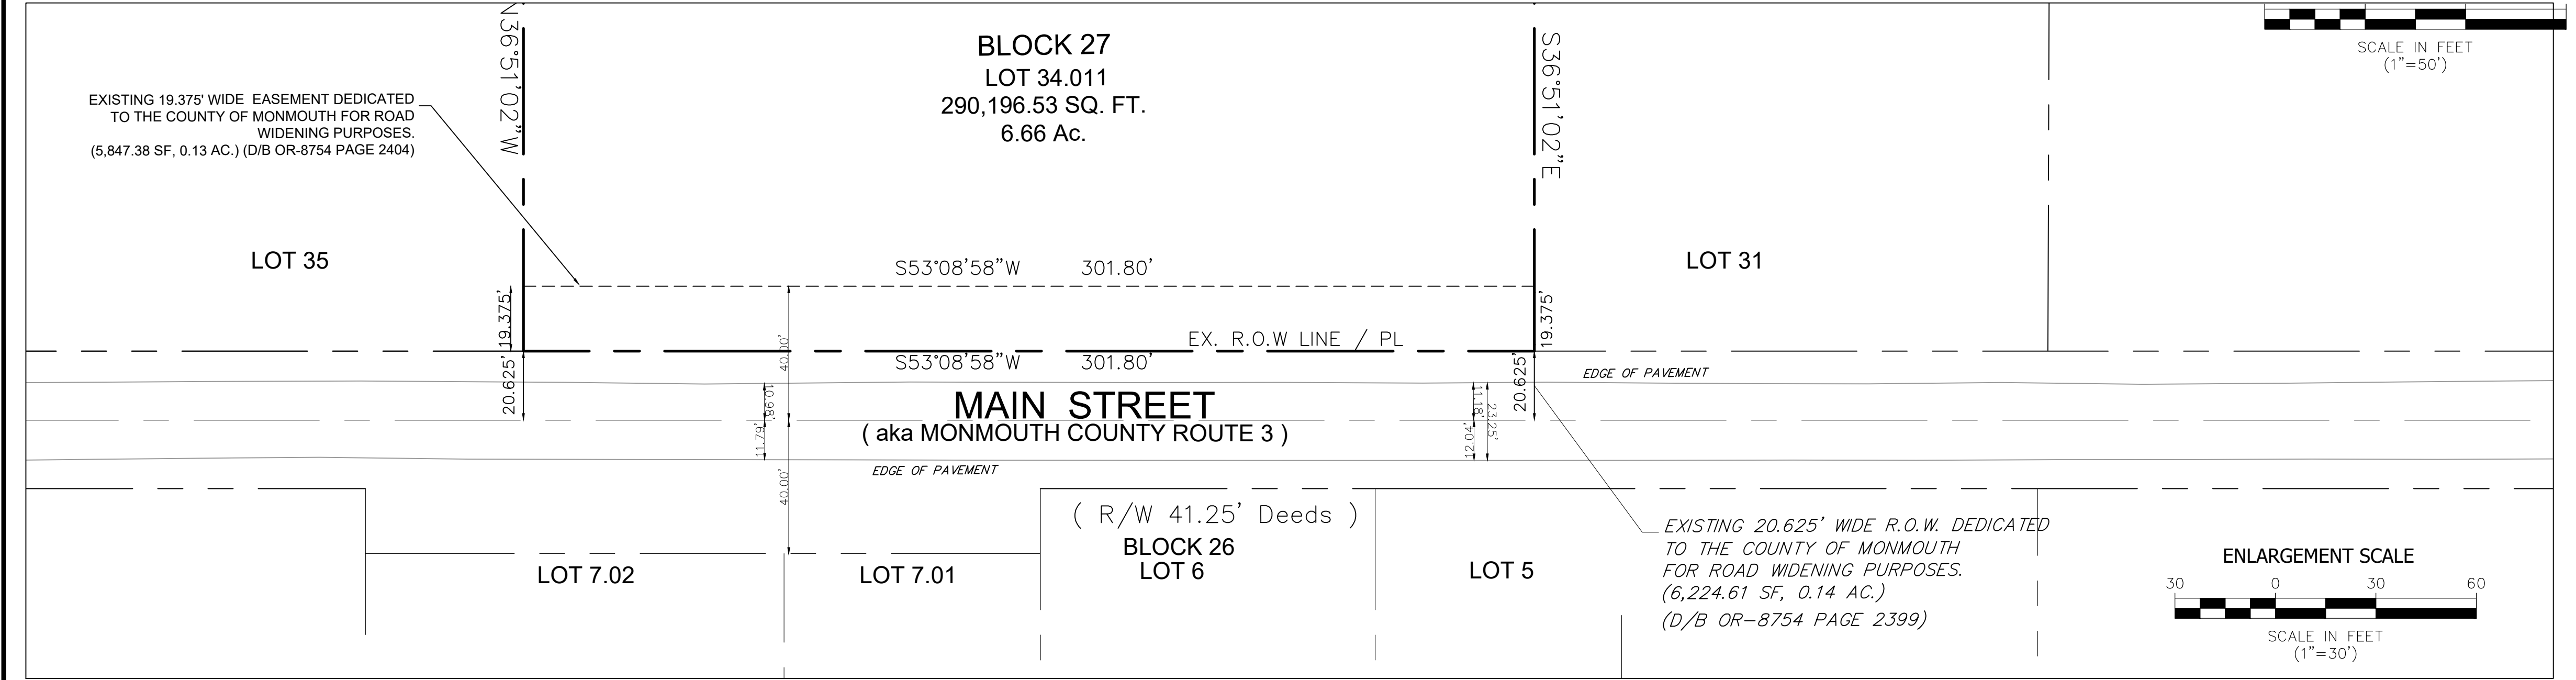 N36°51'02"W
BLOCK 27
LOT 34.011
290,196.53 SQ. FT.
6.66 Ac.
S36°51'02"E
SCALE IN FEET
(1"=50')
EXISTING 19.375' WIDE EASEMENT DEDICATED
TO THE COUNTY OF MONMOUTH FOR ROAD
WIDENING PURPOSES.
(5,847.38 SF, 0.13 AC.) (D/B OR-8754 PAGE 2404)
LOT 35
S53°08'58"W 301.80'
LOT 31
19.375'
19.375'
EX. R.O.W LINE / PL
40.00'
S53°08'58"W 301.80'
20.625'
20.625'
EDGE OF PAVEMENT
10.98'
MAIN STREET
11.18'
23.25'
11.79'
( aka MONMOUTH COUNTY ROUTE 3 )
12.04'
EDGE OF PAVEMENT
40.00'
( R/W 41.25' Deeds )
BLOCK 26
LOT 7.02
LOT 7.01
LOT 6
LOT 5
EXISTING 20.625' WIDE R.O.W. DEDICATED
TO THE COUNTY OF MONMOUTH
FOR ROAD WIDENING PURPOSES.
(6,224.61 SF, 0.14 AC.)
(D/B OR-8754 PAGE 2399)
ENLARGEMENT SCALE
30 0 30 60
SCALE IN FEET
(1"=30')